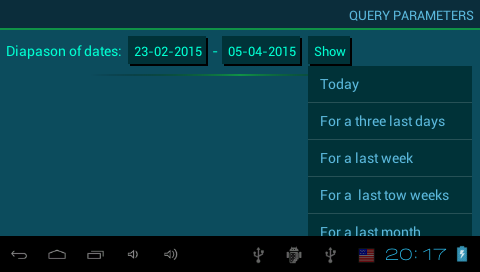 QUERY PARAMETERS
Diapason of dates: 23-02-2015 - 05-04-2015 Show
Today
For a three last days
For a last week
For a  last tow weeks
For a last month
20:17